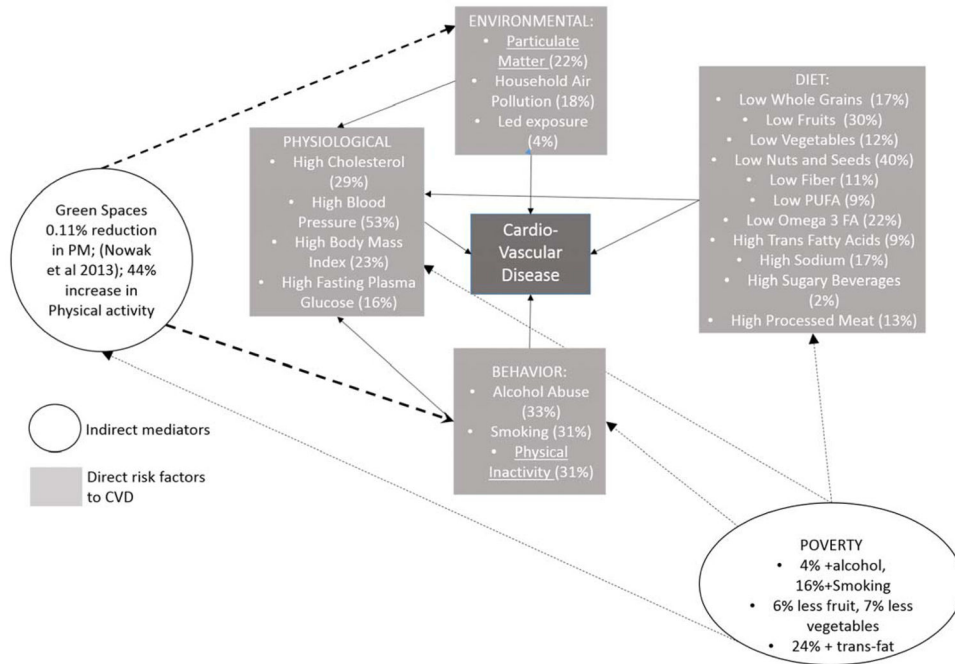 ENVIRONMENTAL:
• Particulate
Matter (22%)
• Household Air
Pollution (18%)
• Led exposure
(4%)
DIET:
• Low Whole Grains (17%)
• Low Fruits (30%)
• Low Vegetables (12%)
• Low Nuts and Seeds (40%)
• Low Fiber (11%)
• Low PUFA (9%)
• Low Omega 3 FA (22%)
• High Trans Fatty Acids (9%)
• High Sodium (17%)
• High Sugary Beverages
(2%)
• High Processed Meat (13%)
PHYSIOLOGICAL
• High Cholesterol
(29%)
• High Blood
Pressure (53%)
• High Body Mass
Index (23%)
• High Fasting Plasma
Glucose (16%)
Green Spaces
0.11% reduction
in PM; (Nowak
et al 2013); 44%
increase in
Physical activity
Cardio-
Vascular
Disease
BEHAVIOR:
• Alcohol Abuse
(33%)
• Smoking (31%)
• Physical
Inactivity (31%)
Indirect mediators
Direct risk factors
to CVD
POVERTY
• 4% +alcohol,
16%+Smoking
• 6% less fruit, 7% less
vegetables
• 24% + trans-fat